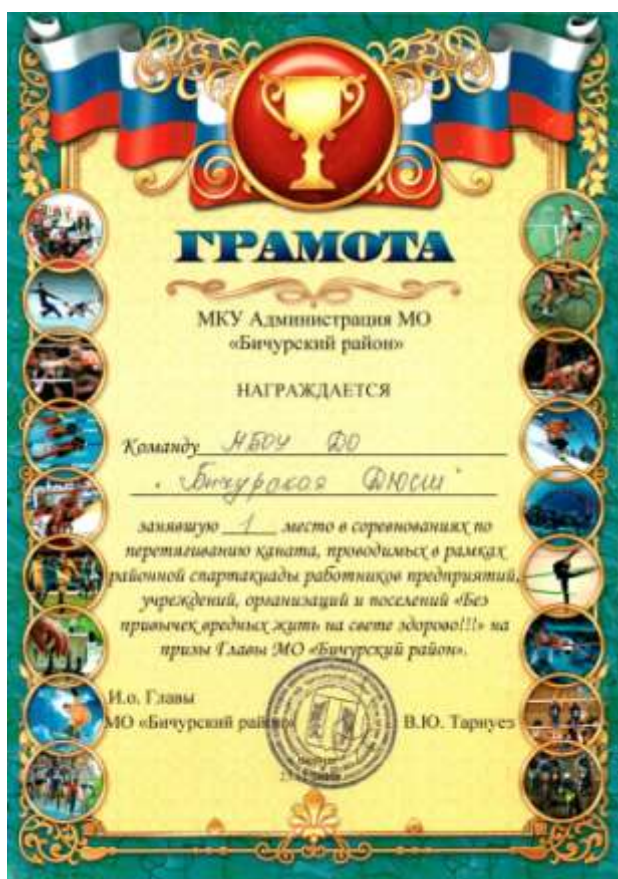 ГРАМОТА
МКУ Администрация МО
«Бичурский район»
НАГРАЖДАЕТСЯ
Команду МБОУ ДО
"Бичурская ДЮСШ"
занявшую 1 место в соревнованиях по
перетягиванию каната, проводимых в рамках
районной спартакиады работников предприятий,
учреждений, организаций и поселений «Без
привычек вредных жить на свете здорово!!!» на
призы Главы МО «Бичурский район».
И.о. Главы
МО «Бичурский район» В.Ю. Тарнуев